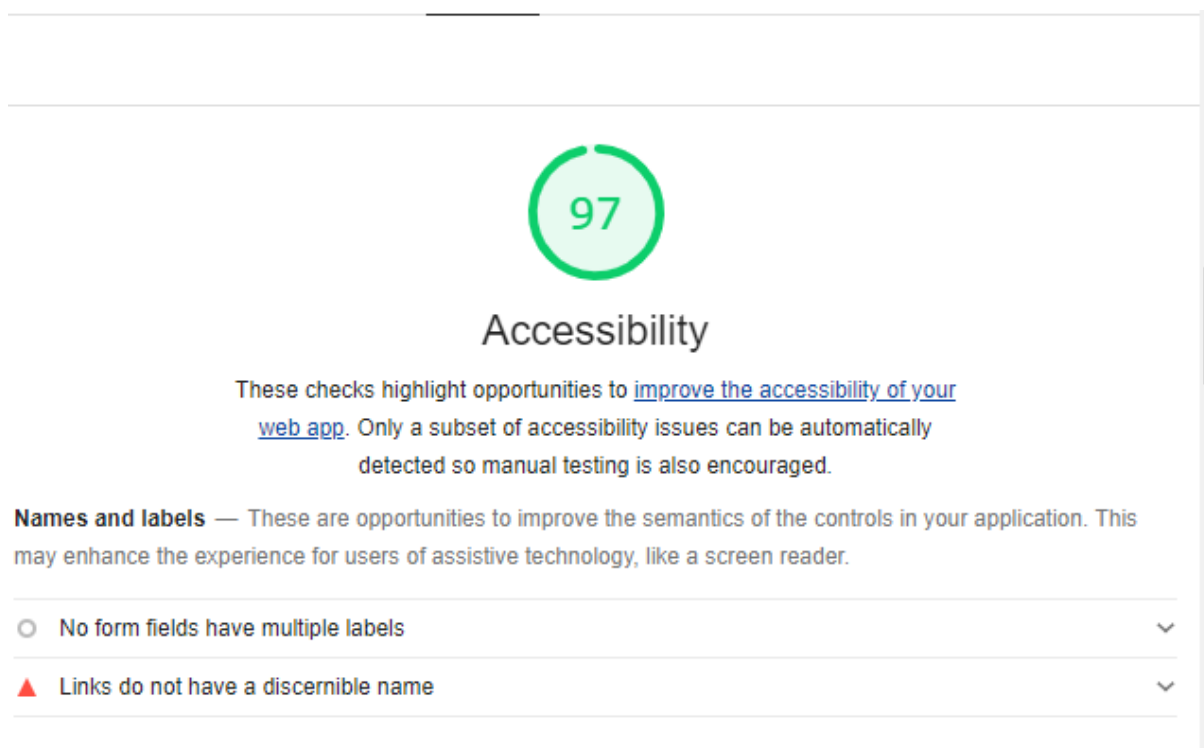 97
Accessibility
These checks highlight opportunities to improve the accessibility of your
web app. Only a subset of accessibility issues can be automatically
detected so manual testing is also encouraged.
Names and labels — These are opportunities to improve the semantics of the controls in your application. This
may enhance the experience for users of assistive technology, like a screen reader.
No form fields have multiple labels
Links do not have a discernible name